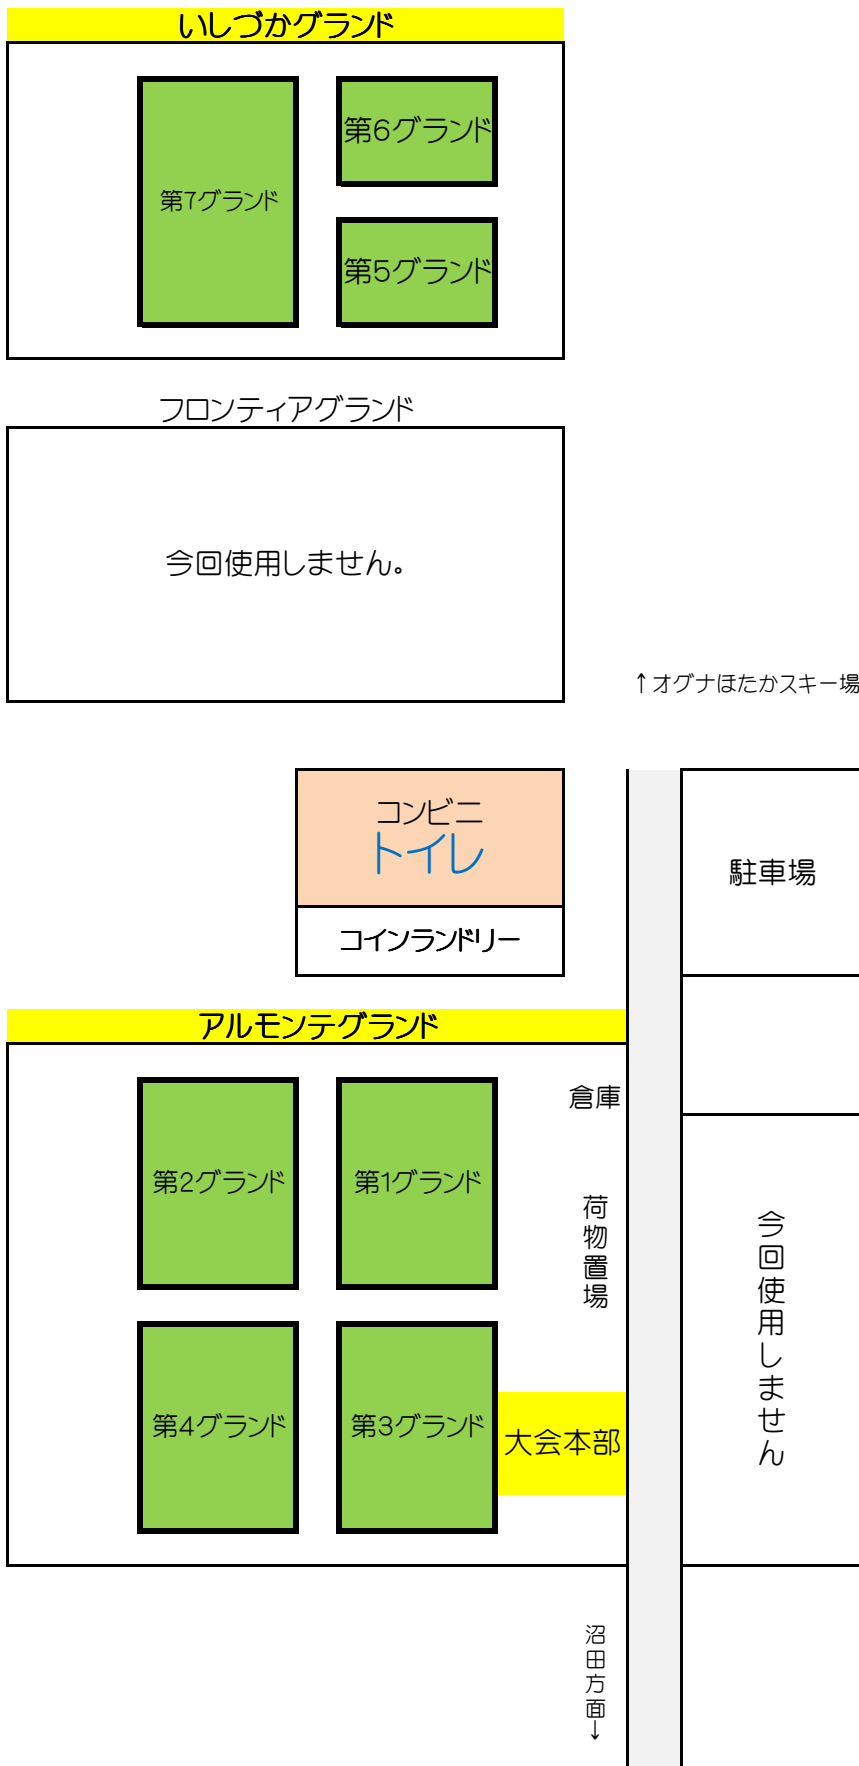 いしづかグランド
第6グランド
第7グランド
第5グランド
フロンティアグランド
今回使用しません。
↑オグナほたかスキー場
コンビニ
トイレ
駐車場
コインランドリー
アルモンテグランド
倉庫
第2グランド
第1グランド
荷物置場
今回使用しません
第4グランド
第3グランド
大会本部
沼田方面→